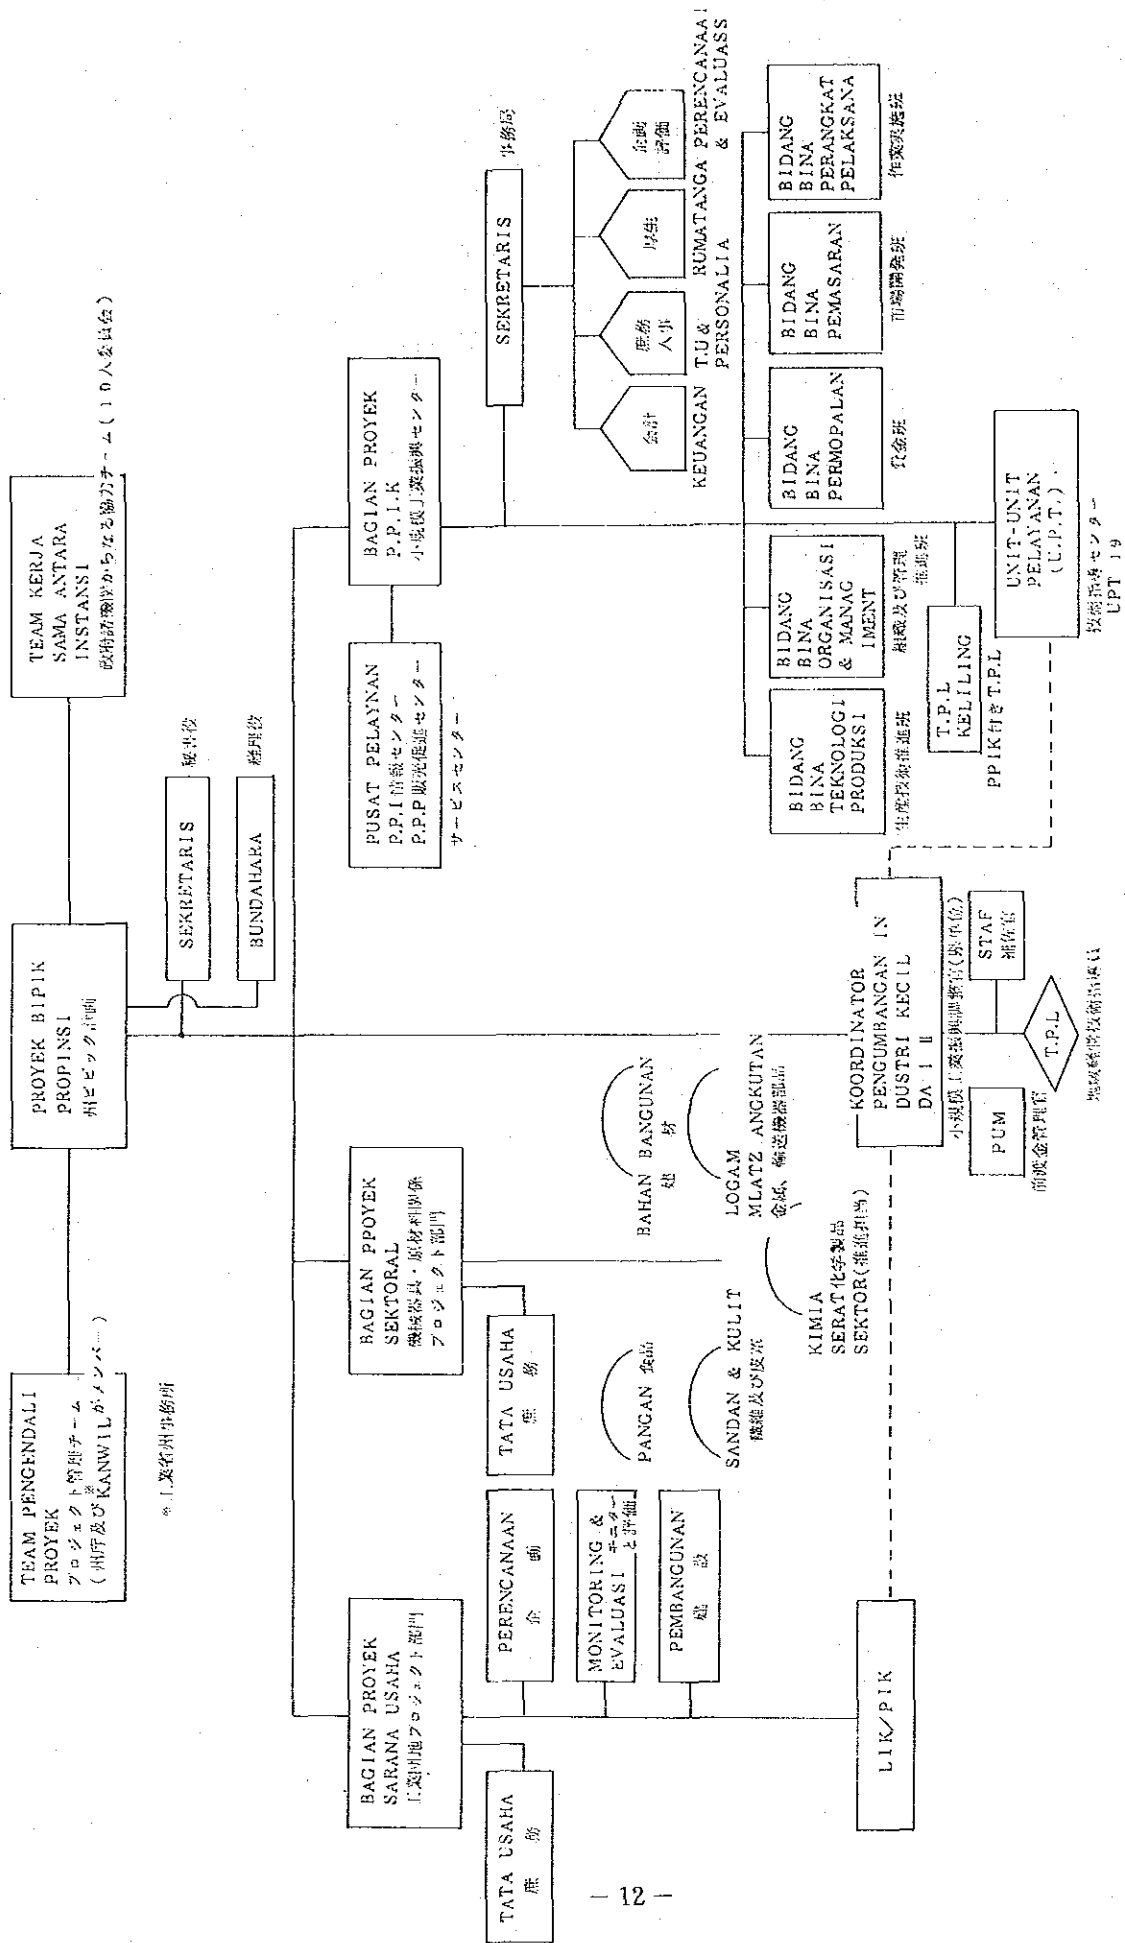 TEAM PENGENDALI
PROYEK
プロジェクト管理チーム
(州庁及びKANWILがメンバー)
※
※工業省州事務所
PROYEK BIPIK
PROPINSI
州ビピック計画
TEAM KERJA
SAMA ANTARA
INSTANSI
政府諸機関からなる協力チーム(10人委員会)
SEKRETARIS
秘書役
BUNDAHARA
経理役
BAGIAN PROYEK
SARANA USAHA
工業団地プロジェクト部門
TATA USAHA
庶務
PERENCANAAN
企画
MONITORING &
EVALUASI モニター
と評価
PEMBANGUNAN
建設
LIK/PIK
BAGIAN PPOYEK
SEKTORAL
機械器具・原材料関係
プロジェクト部門
TATA USAHA
庶務
PANGAN 食品
BAHAN BANGUNAN
建材
SANDAN & KULIT
繊維及び皮革
LOGAM
MLATZ ANGKUTAN
金属、輸送機器部品
KIMIA
SERAT化学製品
SEKTOR(推進担当)
BAGIAN PROYEK
P.P.I.K
小規模工業振興センター
PUSAT PELAYNAN
P.P.I情報センター
P.P.P販売促進センター
サービスセンター
SEKRETARIS
事務局
会計
庶務
人事
厚生
企画
評価
KEUANGAN
T.U &
PERSONALIA
RUMATANGA
PERENCANAAI
& EVALUASS
BIDANG
BINA
TEKNOLOGI
PRODUKSI
生産技術推進班
BIDANG
BINA
ORGANISASI
& MANAG
IMENT
組織及び管理
推進班
BIDANG
BINA
PERMOPALAN
資金班
BIDANG
BINA
PEMASARAN
市場開発班
BIDANG
BINA
PERANGKAT
PELAKSANA
作業実施班
T.P.L
KELILING
PPIK付きT.P.L
UNIT-UNIT
PELAYANAN
(U.P.T.)
技術指導センター
UPT 19
KOORDINATOR
PENGUMBANGAN IN
DUSTRI KECIL
DA I II
小規模工業振興調整官(県単位)
PUM
前渡金管理官
STAF
補佐官
T.P.L
地域駐在技術指導員
— 12 —